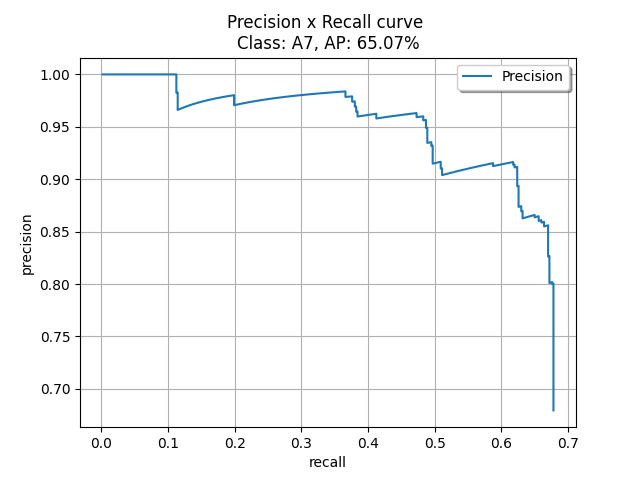 Precision x Recall curve
Class: A7, AP: 65.07%
Precision
1.00
0.95
0.90
0.85
0.80
0.75
0.70
precision
0.0 0.1 0.2 0.3 0.4 0.5 0.6 0.7
recall